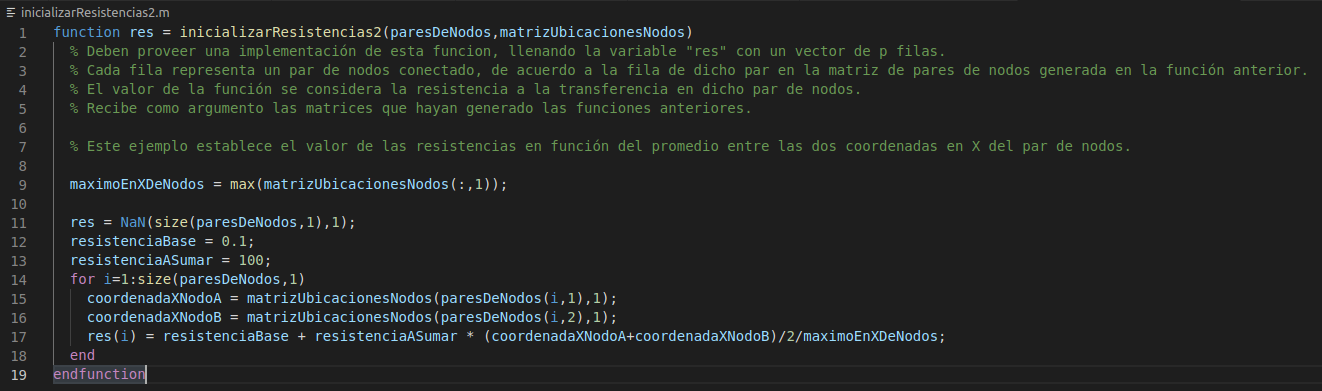 inicializarResistencias2.m
1 function res = inicializarResistencias2(paresDeNodos,matrizUbicacionesNodos)
2 % Deben proveer una implementación de esta funcion, llenando la variable "res" con un vector de p filas.
3 % Cada fila representa un par de nodos conectado, de acuerdo a la fila de dicho par en la matriz de pares de nodos generada en la función anterior.
4 % El valor de la función se considera la resistencia a la transferencia en dicho par de nodos.
5 % Recibe como argumento las matrices que hayan generado las funciones anteriores.
6
7 % Este ejemplo establece el valor de las resistencias en función del promedio entre las dos coordenadas en X del par de nodos.
8
9 maximoEnXDeNodos = max(matrizUbicacionesNodos(:,1));
10
11 res = NaN(size(paresDeNodos,1),1);
12 resistenciaBase = 0.1;
13 resistenciaASumar = 100;
14 for i=1:size(paresDeNodos,1)
15 coordenadaXNodoA = matrizUbicacionesNodos(paresDeNodos(i,1),1);
16 coordenadaXNodoB = matrizUbicacionesNodos(paresDeNodos(i,2),1);
17 res(i) = resistenciaBase + resistenciaASumar * (coordenadaXNodoA+coordenadaXNodoB)/2/maximoEnXDeNodos;
18 end
19 endfunction